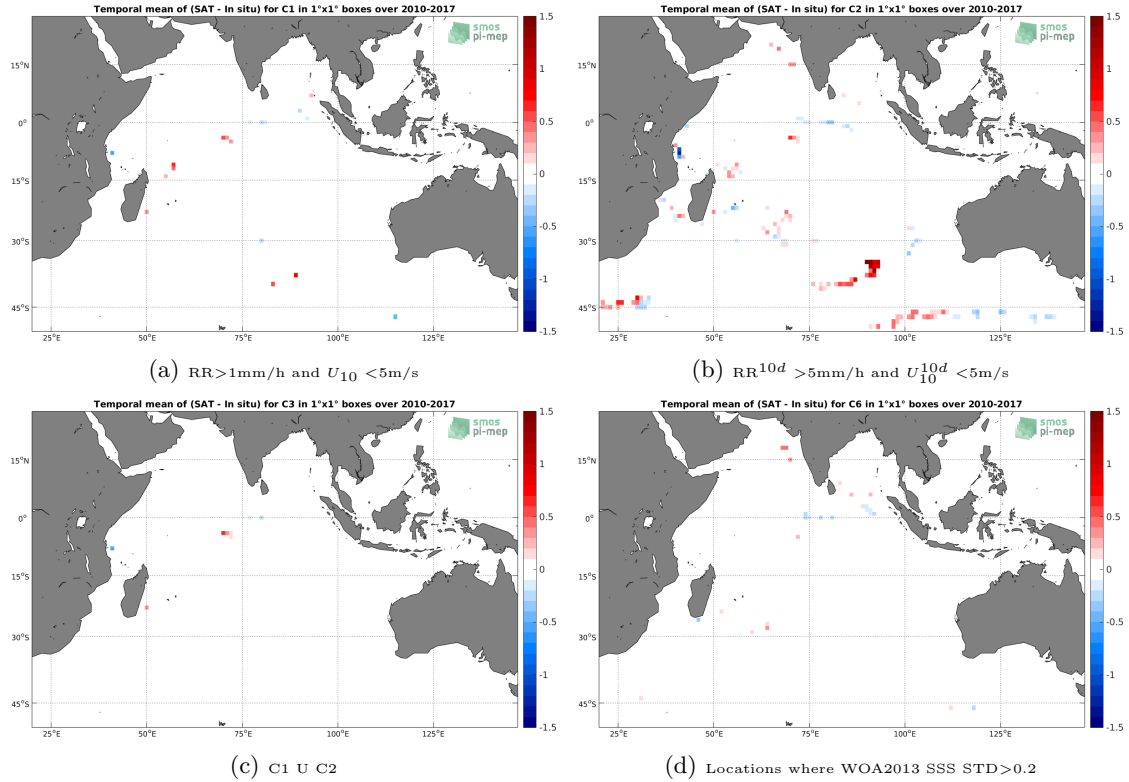 Temporal mean of (SAT - In situ) for C1 in 1°x1° boxes over 2010-2017
smos
pi-mep
15°N
0°
15°S
30°S
45°S
25°E
50°E
75°E
100°E
125°E
1.5
1
0.5
0
-0.5
-1
-1.5
(a) RR>1mm/h and U10 <5m/s
Temporal mean of (SAT - In situ) for C2 in 1°x1° boxes over 2010-2017
smos
pi-mep
15°N
0°
15°S
30°S
45°S
25°E
50°E
75°E
100°E
125°E
1.5
1
0.5
0
-0.5
-1
-1.5
(b) RR^10d >5mm/h and U10^10d <5m/s
Temporal mean of (SAT - In situ) for C3 in 1°x1° boxes over 2010-2017
smos
pi-mep
15°N
0°
15°S
30°S
45°S
25°E
50°E
75°E
100°E
125°E
1.5
1
0.5
0
-0.5
-1
-1.5
(c) C1 U C2
Temporal mean of (SAT - In situ) for C6 in 1°x1° boxes over 2010-2017
smos
pi-mep
15°N
0°
15°S
30°S
45°S
25°E
50°E
75°E
100°E
125°E
1.5
1
0.5
0
-0.5
-1
-1.5
(d) Locations where WOA2013 SSS STD>0.2